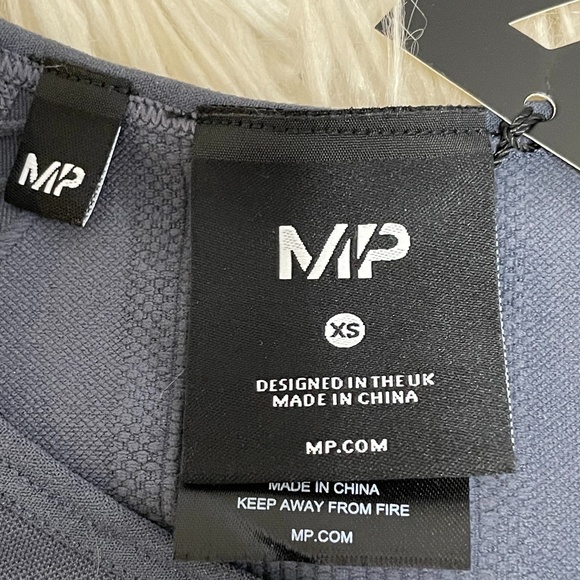 MP
MP
XS
DESIGNED IN THE UK
MADE IN CHINA
MP.COM
MADE IN CHINA
KEEP AWAY FROM FIRE
MP.COM